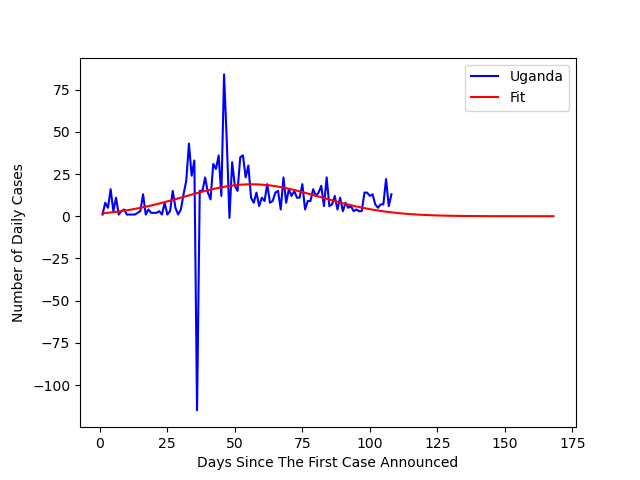 Uganda
Fit
75
50
25
0
−25
−50
−75
−100
Number of Daily Cases
0 25 50 75 100 125 150 175
Days Since The First Case Announced